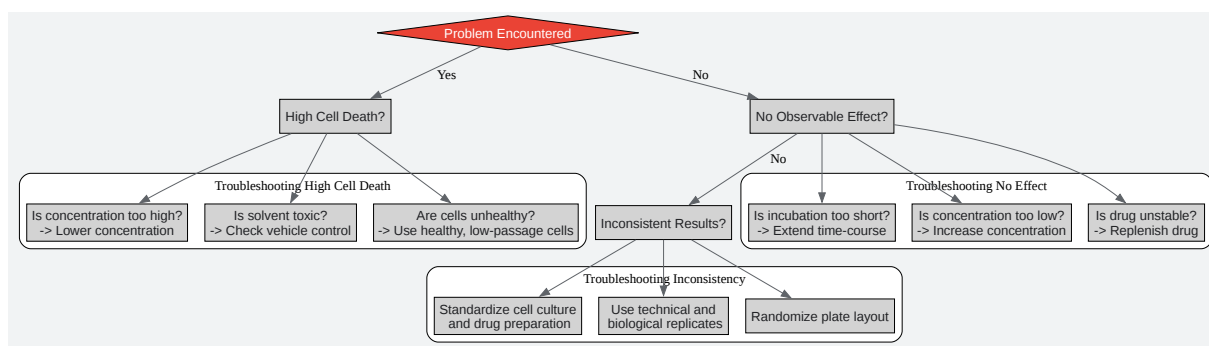 Problem Encountered
Yes
No
High Cell Death?
No Observable Effect?
No
Troubleshooting High Cell Death
Troubleshooting No Effect
Is concentration too high?
-> Lower concentration
Is solvent toxic?
-> Check vehicle control
Are cells unhealthy?
-> Use healthy, low-passage cells
Inconsistent Results?
Is incubation too short?
-> Extend time-course
Is concentration too low?
-> Increase concentration
Is drug unstable?
-> Replenish drug
Troubleshooting Inconsistency
Standardize cell culture
and drug preparation
Use technical and
biological replicates
Randomize plate layout